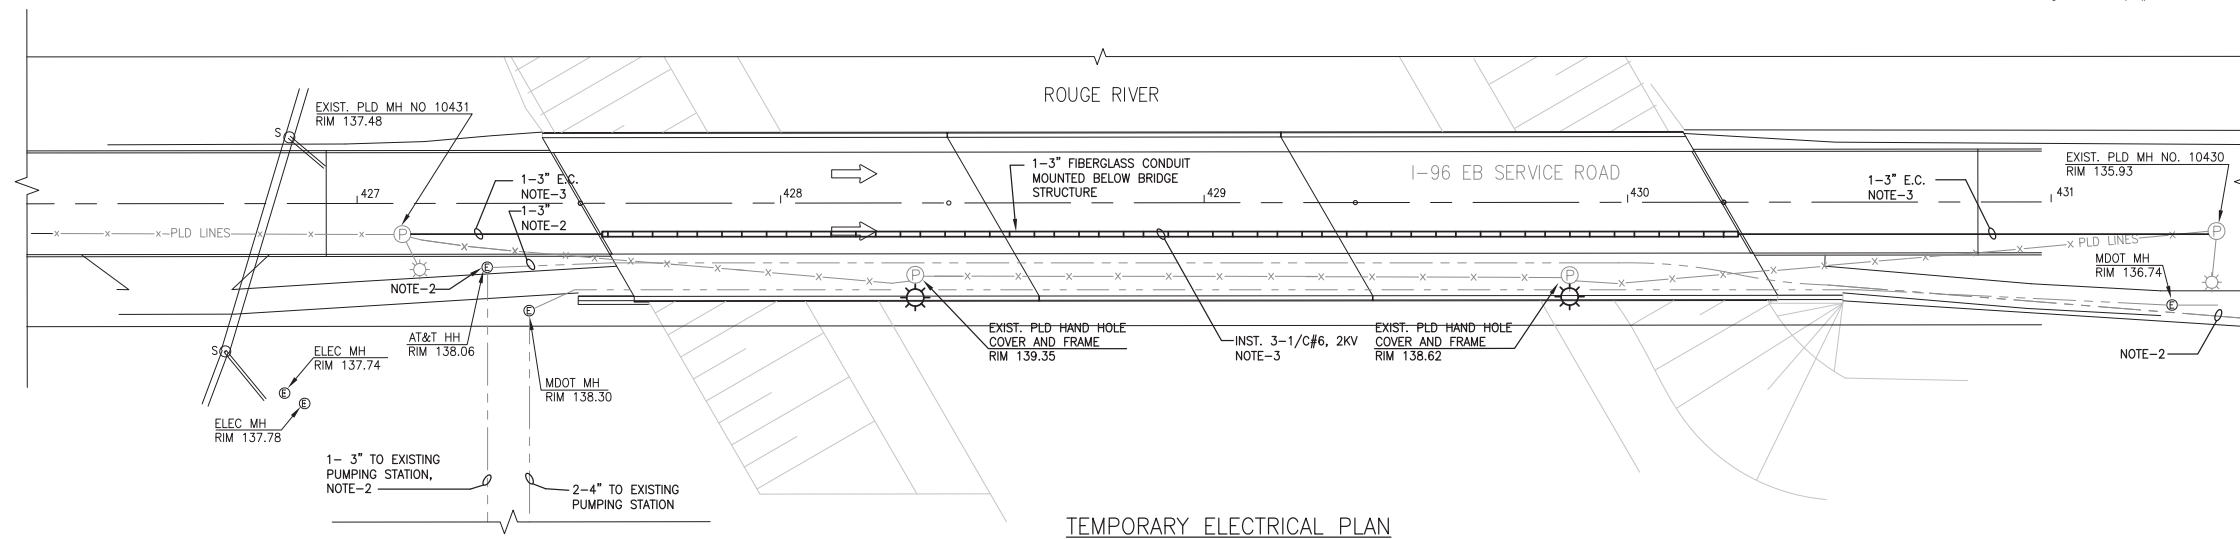 ROUGE RIVER
EXIST. PLD MH NO 10431
RIM 137.48
S
1-3" E.C.
NOTE-3
1-3"
NOTE-2
427
428
429
430
431
1-3" FIBERGLASS CONDUIT
MOUNTED BELOW BRIDGE
STRUCTURE
I-96 EB SERVICE ROAD
1-3" E.C.
NOTE-3
EXIST. PLD MH NO. 10430
RIM 135.93
PLD LINES
P
P
P
P
PLD LINES
MDOT MH
RIM 136.74
E
NOTE-2
E
E
AT&T HH
RIM 138.06
S
ELEC MH
RIM 137.74
E
E
ELEC MH
RIM 137.78
MDOT MH
RIM 138.30
EXIST. PLD HAND HOLE
COVER AND FRAME
RIM 139.35
INST. 3-1/C#6, 2KV
NOTE-3
EXIST. PLD HAND HOLE
COVER AND FRAME
RIM 138.62
NOTE-2
1- 3" TO EXISTING
PUMPING STATION,
NOTE-2
2-4" TO EXISTING
PUMPING STATION
TEMPORARY ELECTRICAL PLAN